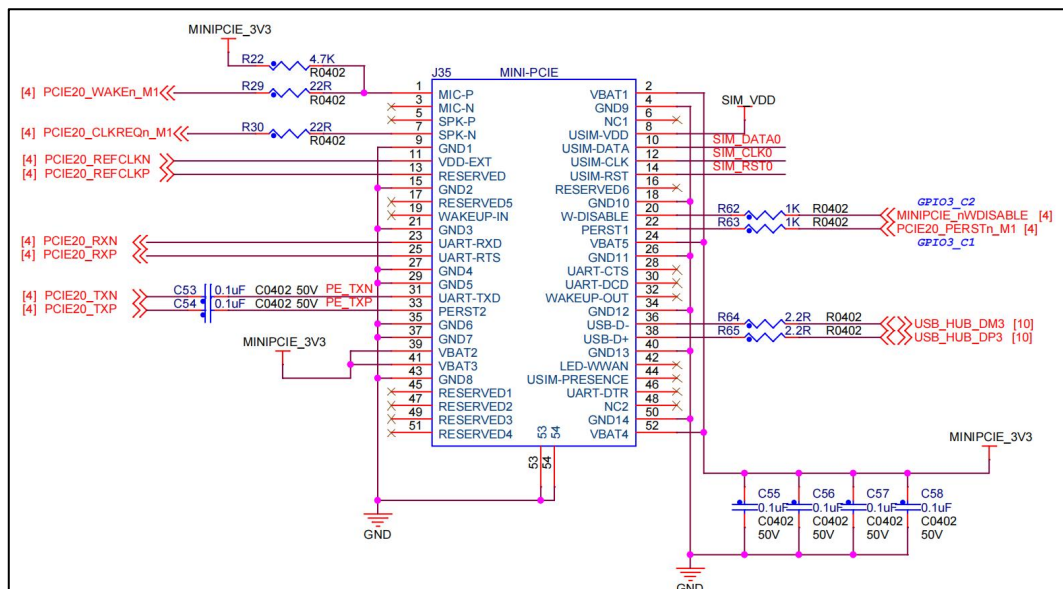 MINIPCIE_3V3
R22 4.7K
R0402
[4] PCIE20_WAKEn_M1 R29 22R
R0402
[4] PCIE20_CLKREQn_M1 R30 22R
R0402
[4] PCIE20_REFCLKN
[4] PCIE20_REFCLKP
[4] PCIE20_RXN
[4] PCIE20_RXP
[4] PCIE20_TXN C53 0.1uF C0402 50V PE_TXN
[4] PCIE20_TXP C54 0.1uF C0402 50V PE_TXP
MINIPCIE_3V3
GND
J35 MINI-PCIE
1 MIC-P VBAT1 2
3 MIC-N GND9 4
5 SPK-P NC1 6
7 SPK-N USIM-VDD 8
9 GND1 USIM-DATA 10
11 VDD-EXT USIM-CLK 12
13 RESERVED USIM-RST 14
15 GND2 RESERVED6 16
17 RESERVED5 GND10 18
19 WAKEUP-IN W-DISABLE 20
21 GND3 PERST1 22
23 UART-RXD VBAT5 24
25 UART-RTS GND11 26
27 GND4 UART-CTS 28
29 GND5 UART-DCD 30
31 UART-TXD WAKEUP-OUT 32
33 PERST2 GND12 34
35 GND6 USB-D- 36
37 GND7 USB-D+ 38
39 VBAT2 GND13 40
41 VBAT3 LED-WWAN 42
43 GND8 USIM-PRESENCE 44
45 RESERVED1 UART-DTR 46
47 RESERVED2 NC2 48
49 RESERVED3 GND14 50
51 RESERVED4 VBAT4 52
53 54
53 54
SIM_VDD
SIM_DATA0
SIM_CLK0
SIM_RST0
GPIO3_C2
R62 1K R0402 MINIPCIE_nWDISABLE [4]
R63 1K R0402 PCIE20_PERSTn_M1 [4]
GPIO3_C1
R64 2.2R R0402 USB_HUB_DM3 [10]
R65 2.2R R0402 USB_HUB_DP3 [10]
MINIPCIE_3V3
C55 C56 C57 C58
0.1uF 0.1uF 0.1uF 0.1uF
C0402 C0402 C0402 C0402
50V 50V 50V 50V
GND